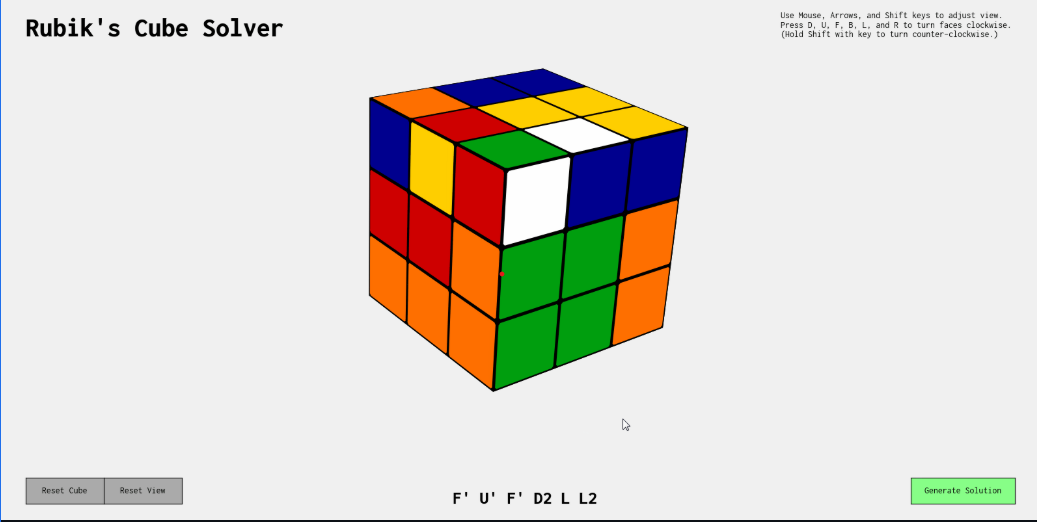 Rubik's Cube Solver
Use Mouse, Arrows, and Shift keys to adjust view.
Press D, U, F, B, L, and R to turn faces clockwise.
(Hold Shift with key to turn counter-clockwise.)
Reset Cube
Reset View
F' U' F' D2 L L2
Generate Solution